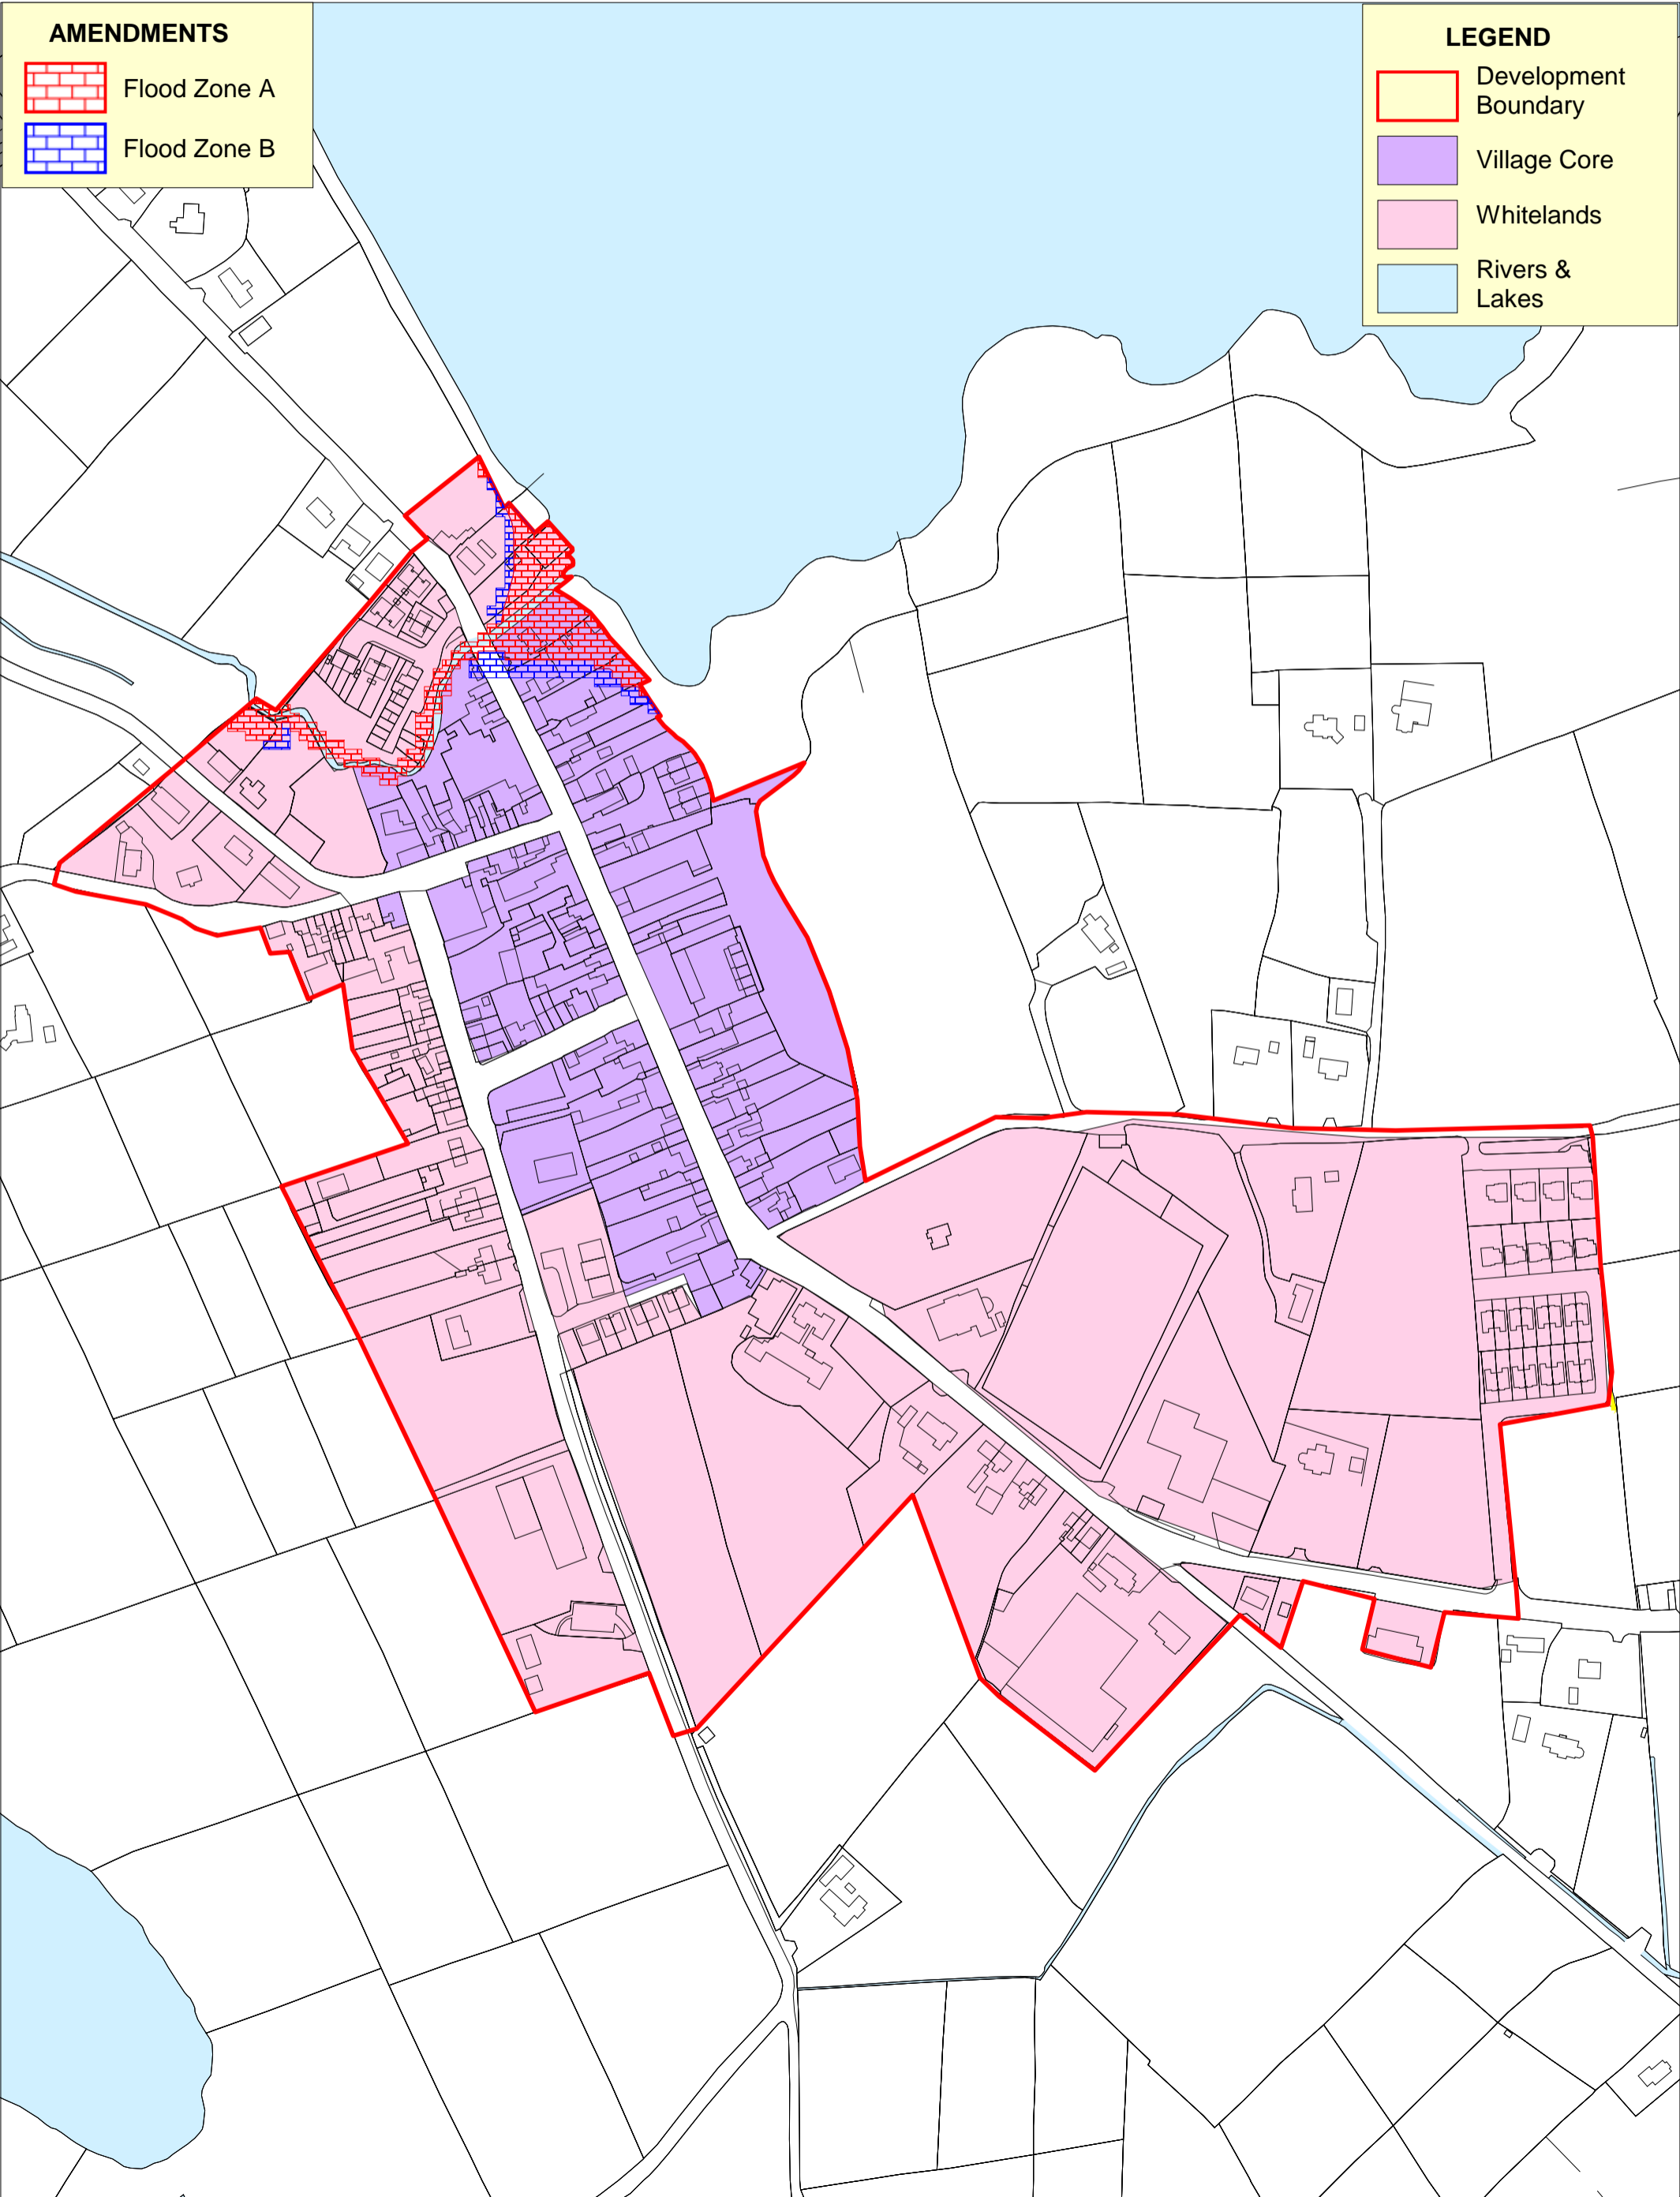 AMENDMENTS
Flood Zone A
Flood Zone B
LEGEND
Development
Boundary
Village Core
Whitelands
Rivers &
Lakes